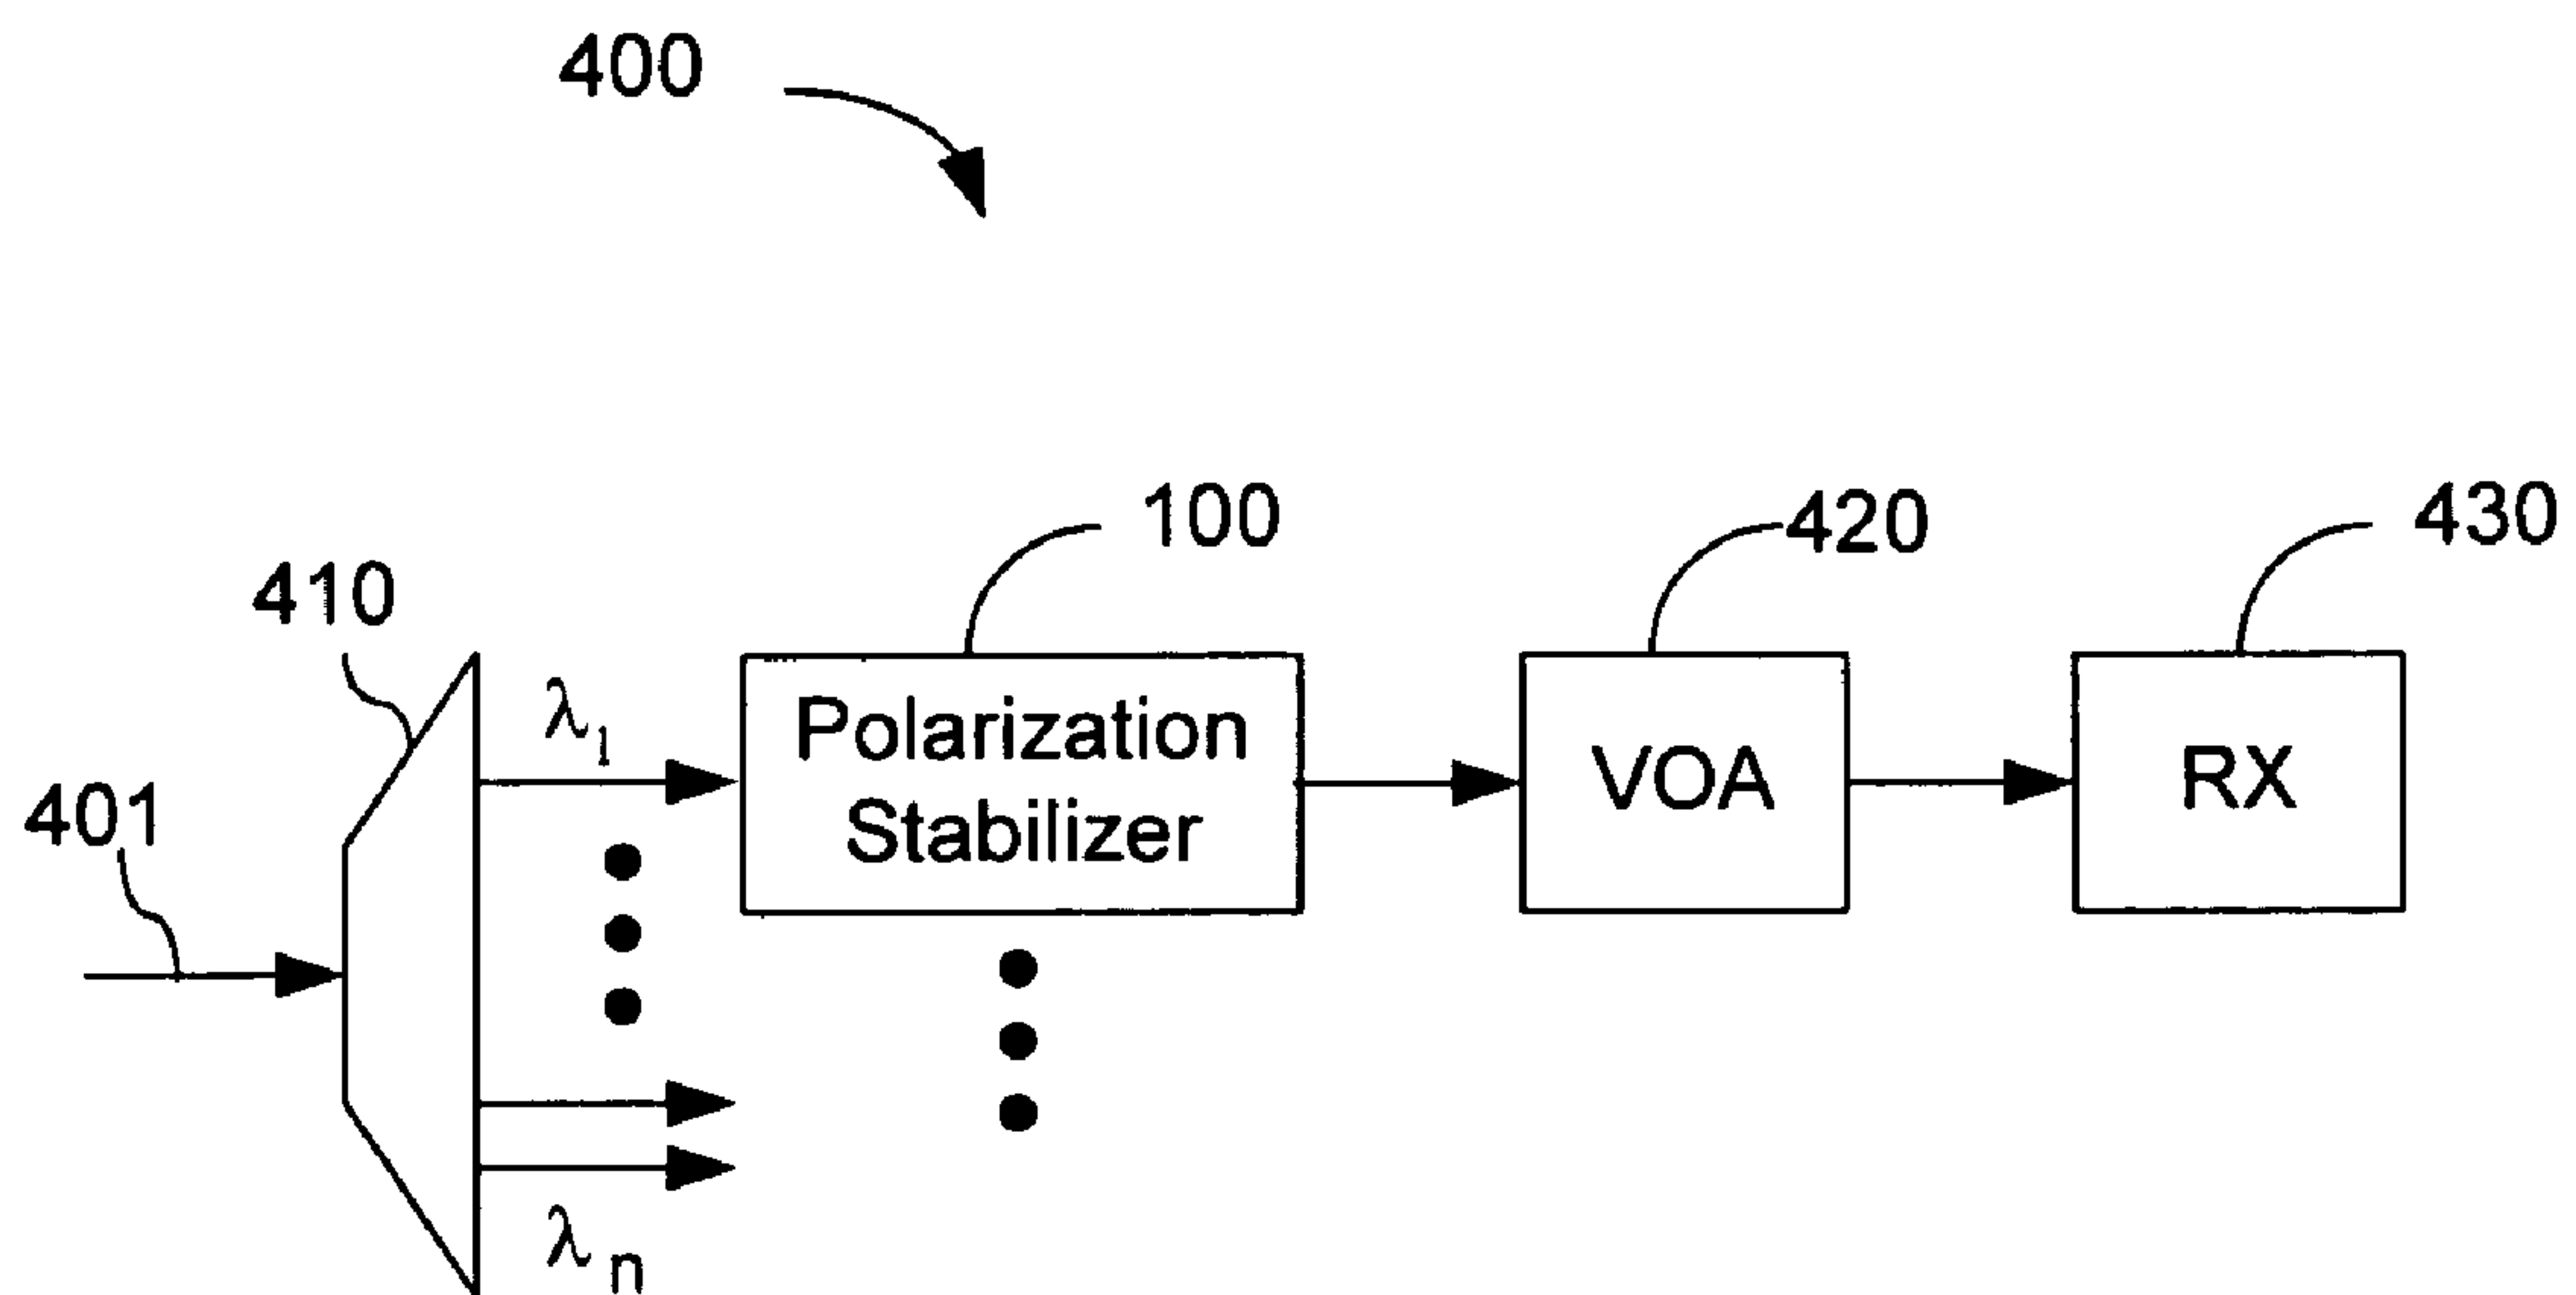 400
100
420
430
410
λ1
Polarization
Stabilizer
VOA
RX
401
λn